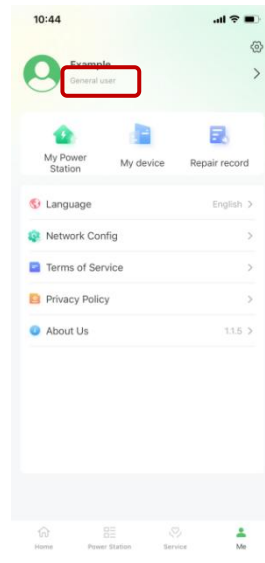 10:44
Example
General user
My Power
Station
My device
Repair record
Language
English
Network Config
Terms of Service
Privacy Policy
About Us
1.1.5
Home
Power Station
Service
Me